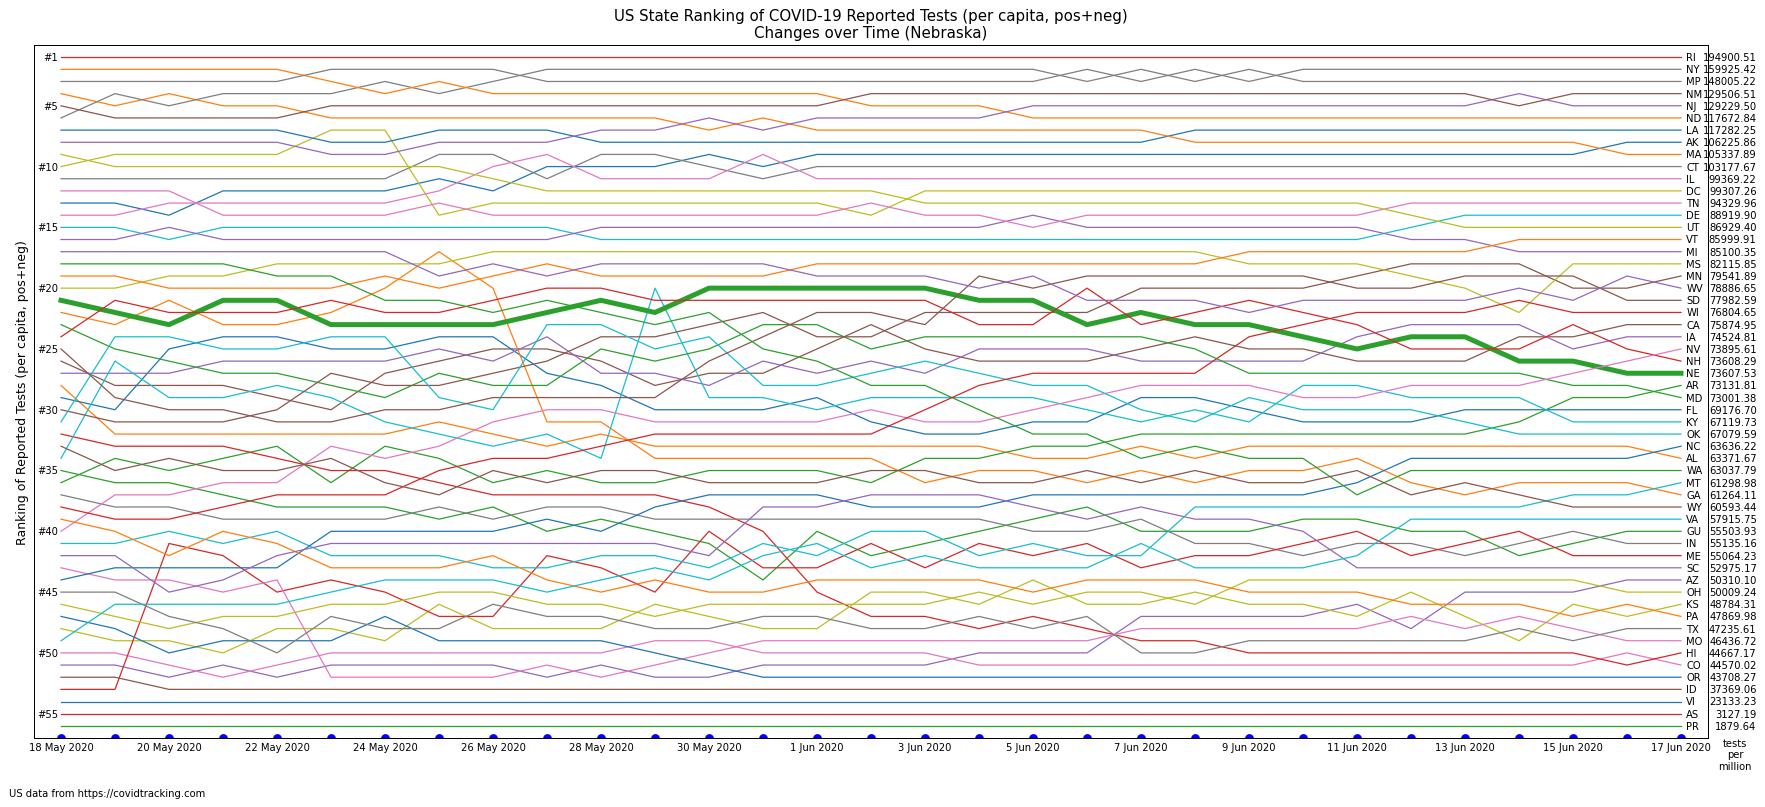 US State Ranking of COVID-19 Reported Tests (per capita, pos+neg)
Changes over Time (Nebraska)
Ranking of Reported Tests (per capita, pos+neg)
#1
#5
#10
#15
#20
#25
#30
#35
#40
#45
#50
#55
RI 194900.51
NY 159925.42
MP 148005.22
NM 129506.51
NJ 129229.50
ND 117672.84
LA 117282.25
AK 106225.86
MA 105337.89
CT 103177.67
IL 99369.22
DC 99307.26
TN 94329.96
DE 88919.90
UT 86929.40
VT 85999.91
MI 85100.35
MS 82115.85
MN 79541.89
WV 78886.65
SD 77982.59
WI 76804.65
CA 75874.95
IA 74524.81
NV 73895.61
NH 73608.29
NE 73607.53
AR 73131.81
MD 73001.38
FL 69176.70
KY 67119.73
OK 67079.59
NC 63636.22
AL 63371.67
WA 63037.79
MT 61298.98
GA 61264.11
WY 60593.44
VA 57915.75
GU 55503.93
IN 55135.16
ME 55064.23
SC 52975.17
AZ 50310.10
OH 50009.24
KS 48784.31
PA 47869.98
TX 47235.61
MO 46436.72
HI 44667.17
CO 44570.02
OR 43708.27
ID 37369.06
VI 23133.23
AS 3127.19
PR 1879.64
18 May 2020 20 May 2020 22 May 2020 24 May 2020 26 May 2020 28 May 2020 30 May 2020 1 Jun 2020 3 Jun 2020 5 Jun 2020 7 Jun 2020 9 Jun 2020 11 Jun 2020 13 Jun 2020 15 Jun 2020 17 Jun 2020
tests
per
million
US data from https://covidtracking.com